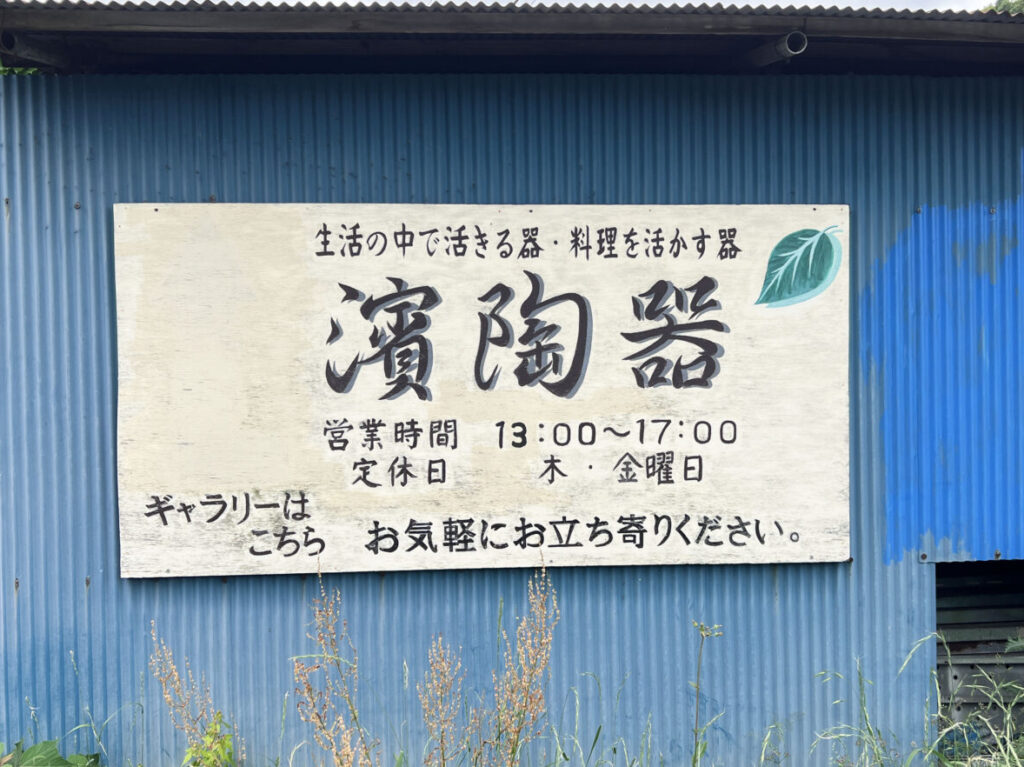 生活の中で活きる器・料理を活かす器
濱陶器
営業時間 13:00〜17:00
定休日 木・金曜日
ギャラリーは
こちら お気軽にお立ち寄りください。